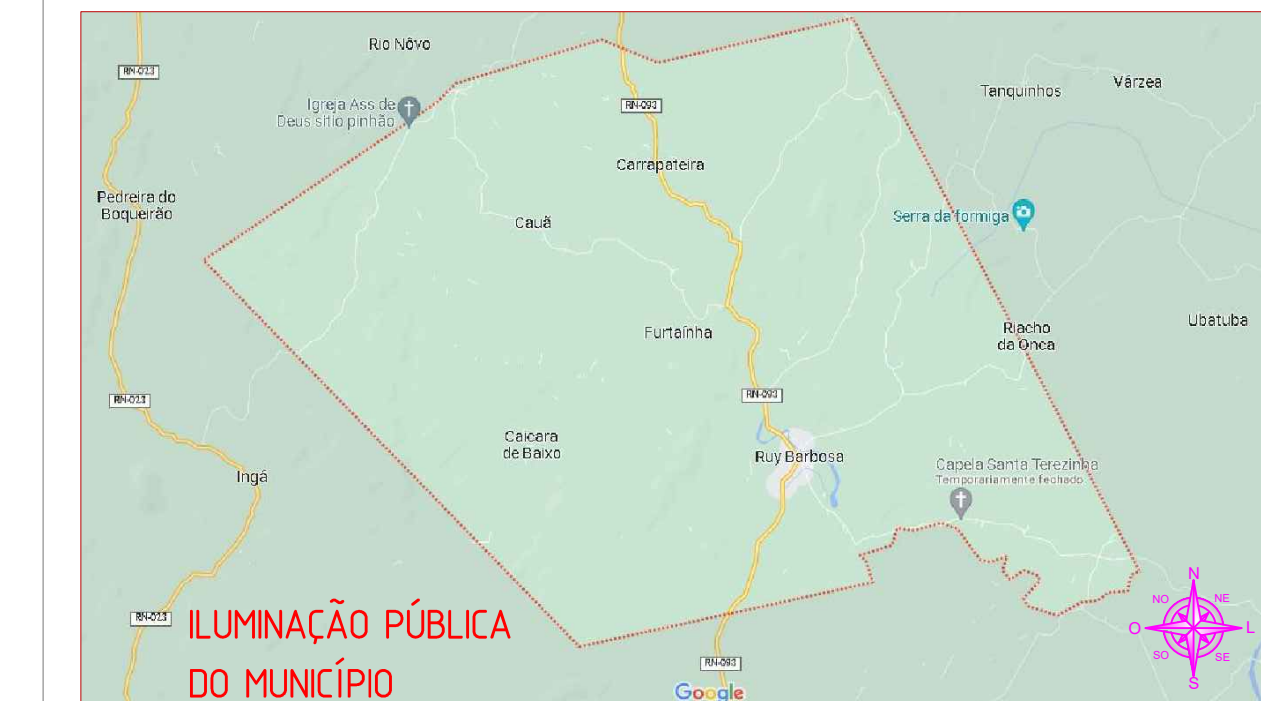 Rio Nôvo
RN-023
Várzea
Tanquinhos
Igreja Ass de
Deus sitio pinhão
RN-093
Carrapateira
Pedreira do
Boqueirão
Cauã
Serra da formiga
Ubatuba
Riacho
da Onca
Furtaínha
RN-093
RN-023
Caicara
de Baixo
Ruy Barbosa
Capela Santa Terezinha
Temporariamente fechado
Ingá
RN-023
ILUMINAÇÃO PÚBLICA
DO MUNICÍPIO
RN-093
Google
N
NO
NE
O
L
SO
SE
S